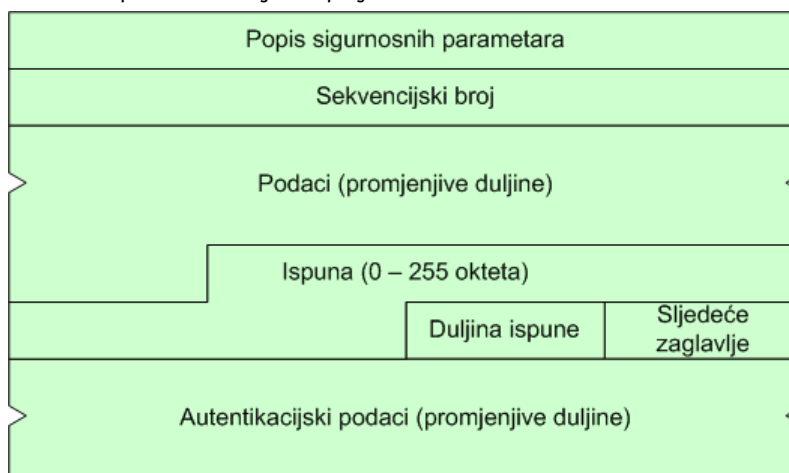 Popis sigurnosnih parametara
Sekvencijski broj
Podaci (promjenjive duljine)
Ispuna (0 – 255 okteta)
Duljina ispune
Sljedeće
zaglavlje
Autentikacijski podaci (promjenjive duljine)